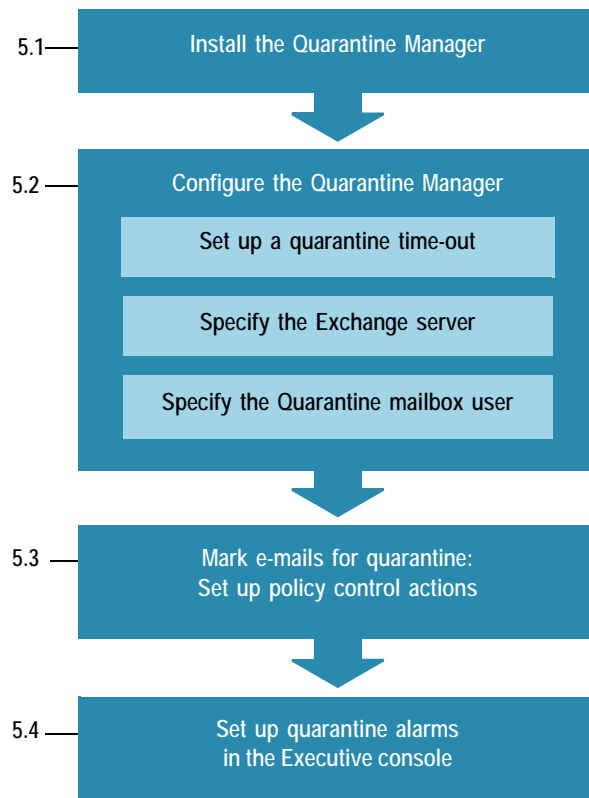 5.1
Install the Quarantine Manager
5.2
Configure the Quarantine Manager
Set up a quarantine time-out
Specify the Exchange server
Specify the Quarantine mailbox user
5.3
Mark e-mails for quarantine:
Set up policy control actions
5.4
Set up quarantine alarms
in the Executive console